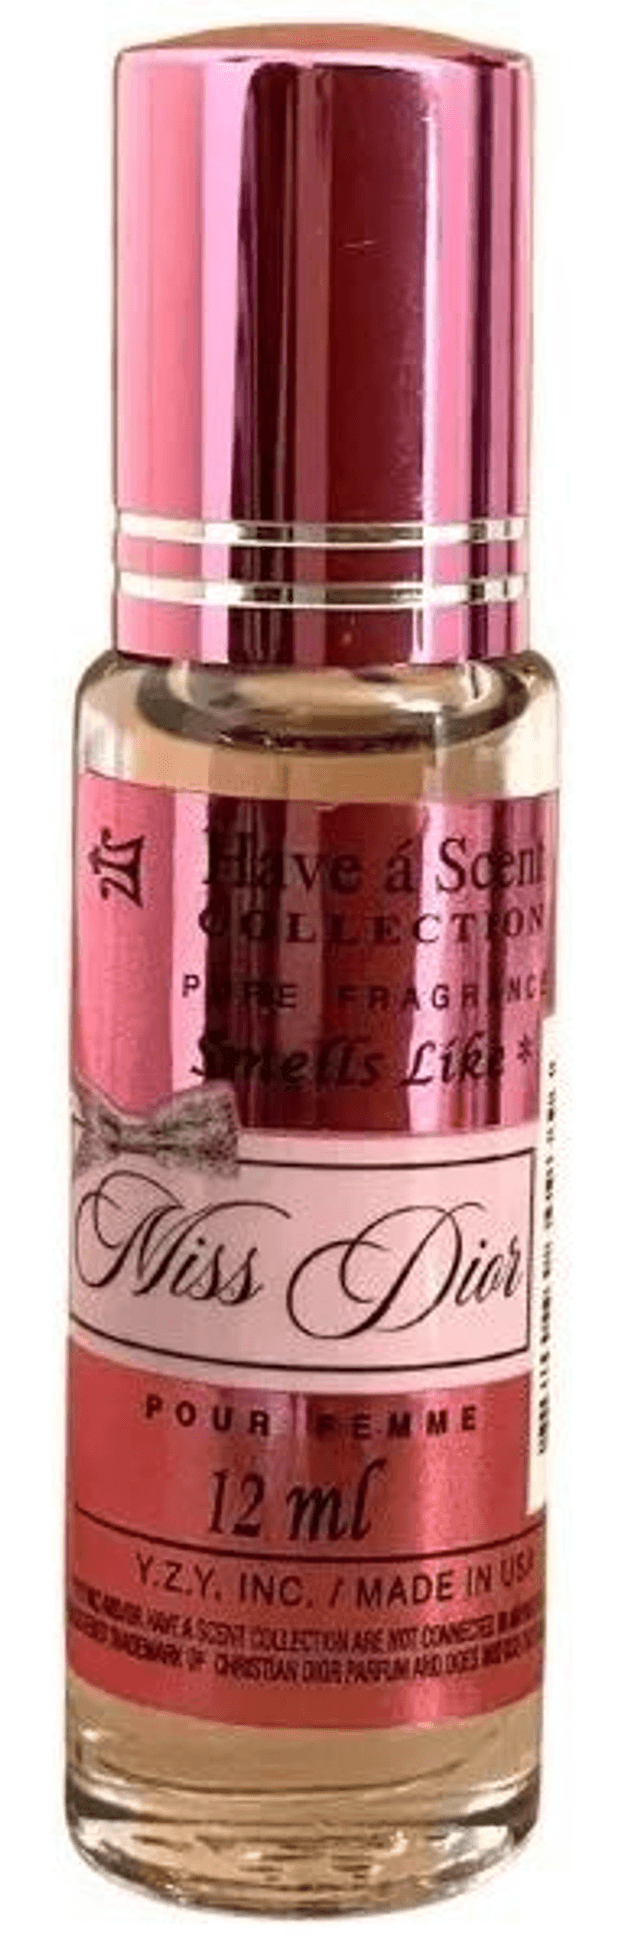 Have á Scent
COLLECTION
PURE FRAGRANCE
Smells Like *
Miss Dior
POUR FEMME
12 ml
Y.Z.Y. INC. / MADE IN USA
HAVE A SCENT COLLECTION ARE NOT CONNECTED
TRADEMARK OF CHRISTIAN DIOR PARFUM AND DOES